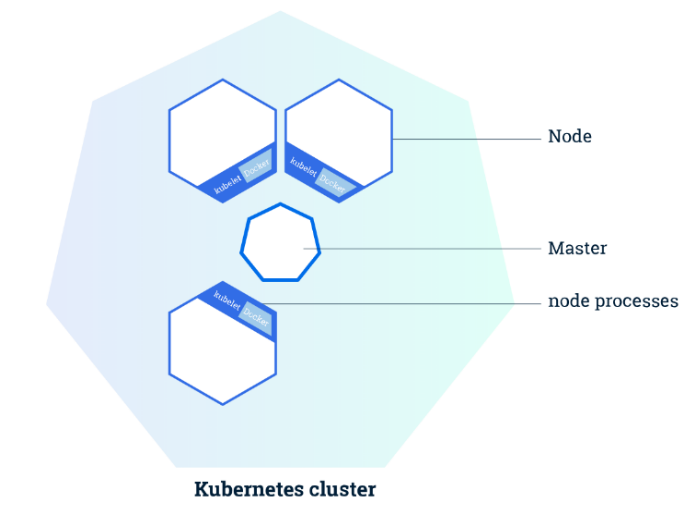 Node
kubelet Docker
kubelet Docker
Master
node processes
kubelet Docker
Kubernetes cluster